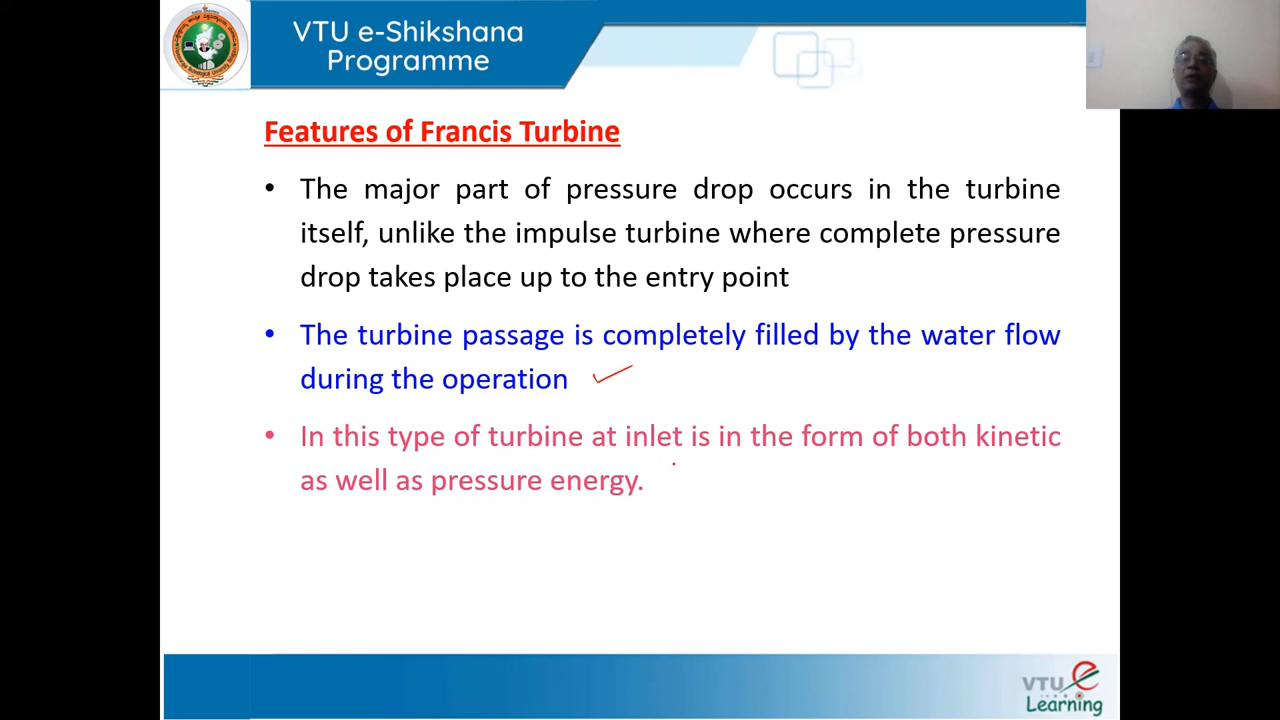 VTU e-Shikshana
Programme
Features of Francis Turbine
• The major part of pressure drop occurs in the turbine
itself, unlike the impulse turbine where complete pressure
drop takes place up to the entry point
• The turbine passage is completely filled by the water flow
during the operation
• In this type of turbine at inlet is in the form of both kinetic
as well as pressure energy.
VTU e
Learning